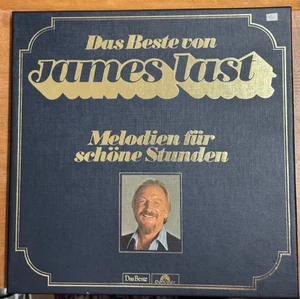 Das Beste von
James Last
Melodien für
schöne Stunden
Das Beste